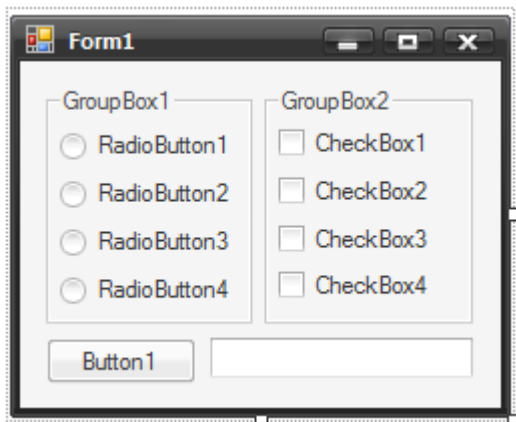 Form1
GroupBox1
RadioButton1
RadioButton2
RadioButton3
RadioButton4
GroupBox2
CheckBox1
CheckBox2
CheckBox3
CheckBox4
Button1